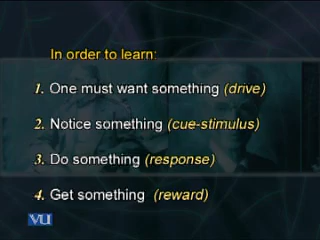 In order to learn:
1. One must want something (drive)
2. Notice something (cue-stimulus)
3. Do something (response)
4. Get something (reward)
VU